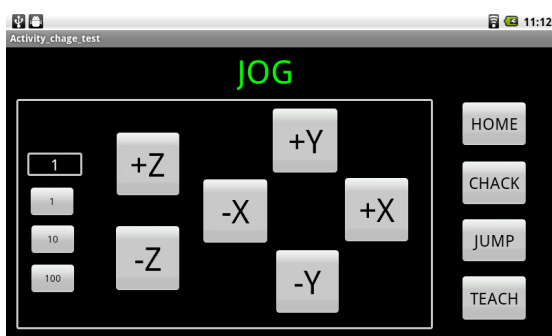 11:12
Activity_chage_test
JOG
1
1
10
100
+Z
-Z
+Y
-X
+X
-Y
HOME
CHACK
JUMP
TEACH